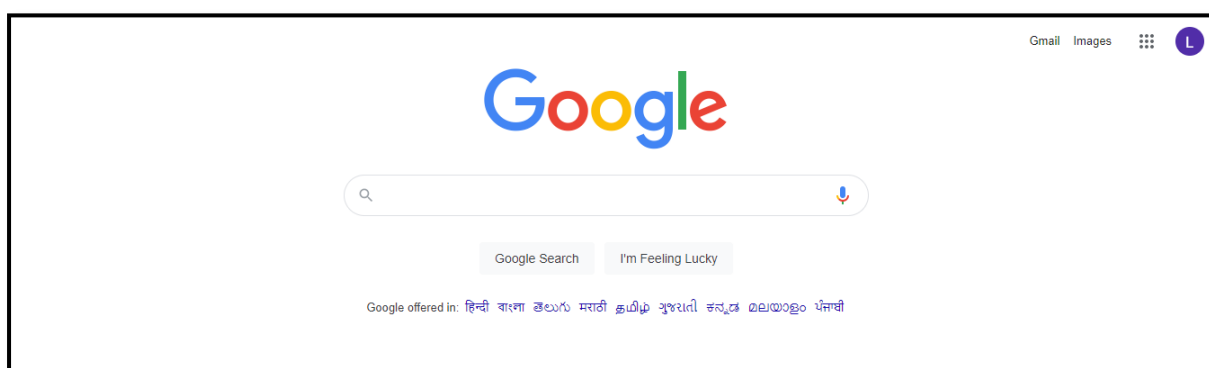 Gmail Images
L
Google
Google Search I'm Feeling Lucky
Google offered in: हिन्दी বাংলা తెలుగు मराठी தமிழ் ગુજરાતી ಕನ್ನಡ മലയാളം ਪੰਜਾਬੀ